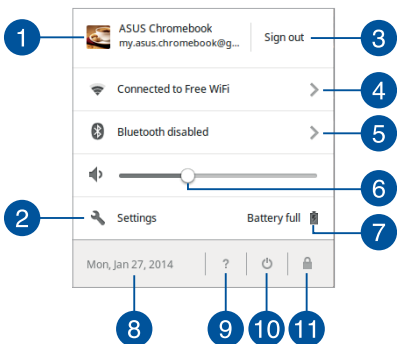 ASUS Chromebook
my.asus.chromebook@g...
Sign out
1
3
Connected to Free WiFi
4
Bluetooth disabled
5
6
2
Settings
Battery full
7
Mon, Jan 27, 2014
?
8
9
10
11